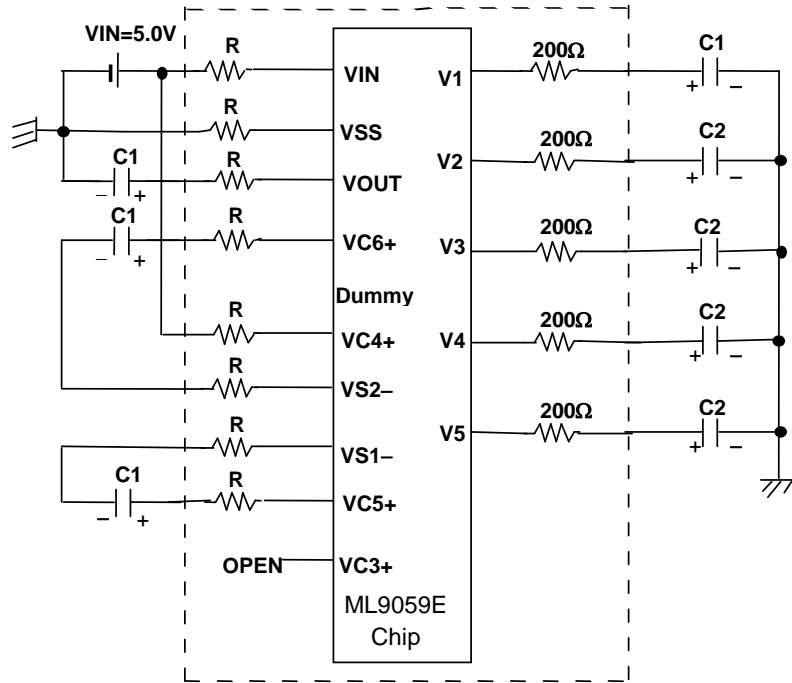 VIN=5.0V
R
VIN
R
VSS
C1
– +
R
VOUT
C1
– +
R
VC6+
Dummy
R
VC4+
R
VS2–
R
VS1–
C1
– +
R
VC5+
OPEN
VC3+
ML9059E
Chip
V1
200Ω
C1
+ –
V2
200Ω
C2
+ –
V3
200Ω
C2
+ –
V4
200Ω
C2
+ –
V5
200Ω
C2
+ –